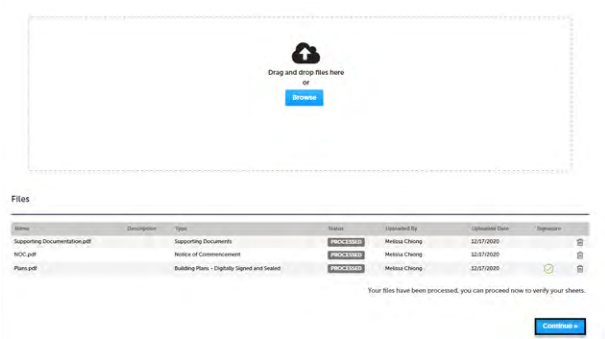 Drag and drop files here
or
Browse
Files
Name Description Type Status Uploaded By Uploaded Date Signature
Supporting Documentation.pdf Supporting Documents PROCESSED Melissa Chiong 12/17/2020
NOC.pdf Notice of Commencement PROCESSED Melissa Chiong 12/17/2020
Plans.pdf Building Plans - Digitally Signed and Sealed PROCESSED Melissa Chiong 12/17/2020
Your files have been processed, you can proceed now to verify your sheets.
Continue »